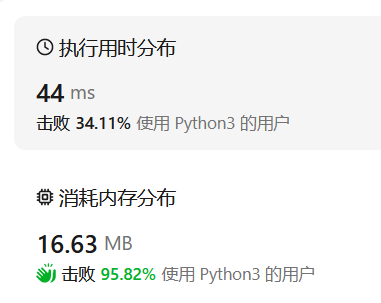 执行用时分布
44 ms
击败 34.11% 使用 Python3 的用户
消耗内存分布
16.63 MB
击败 95.82% 使用 Python3 的用户